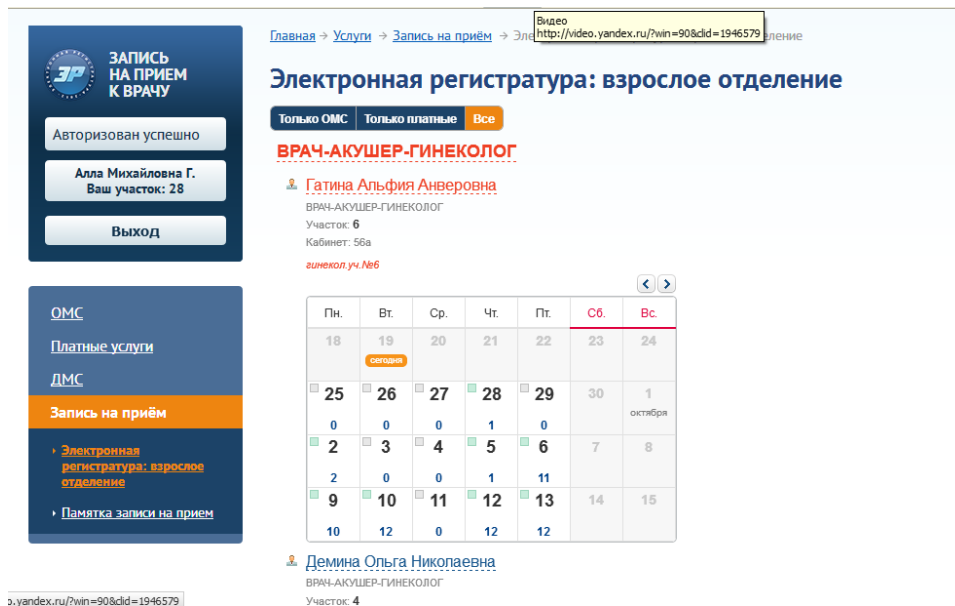 Видео
http://video.yandex.ru/?win=90&clid=1946579
Главная → Услуги → Запись на приём → Эле
еление
ЗР
ЗАПИСЬ
НА ПРИЕМ
К ВРАЧУ
Авторизован успешно
Алла Михайловна Г.
Ваш участок: 28
Выход
ОМС
Платные услуги
ДМС
Запись на приём
Электронная
регистратура: взрослое
отделение
Памятка записи на прием
Электронная регистратура: взрослое отделение
Только ОМС Только платные Все
ВРАЧ-АКУШЕР-ГИНЕКОЛОГ
Гатина Альфия Анверовна
ВРАЧ-АКУШЕР-ГИНЕКОЛОГ
Участок: 6
Кабинет: 56а
гинекол.уч.№6
Пн. Вт. Ср. Чт. Пт. Сб. Вс.
18 19 20 21 22 23 24
сегодня
25 26 27 28 29 30 1
октября
0 0 0 1 0
2 3 4 5 6 7 8
2 0 0 1 11
9 10 11 12 13 14 15
10 12 0 12 12
Демина Ольга Николаевна
ВРАЧ-АКУШЕР-ГИНЕКОЛОГ
Участок: 4
o.yandex.ru/?win=90&clid=1946579